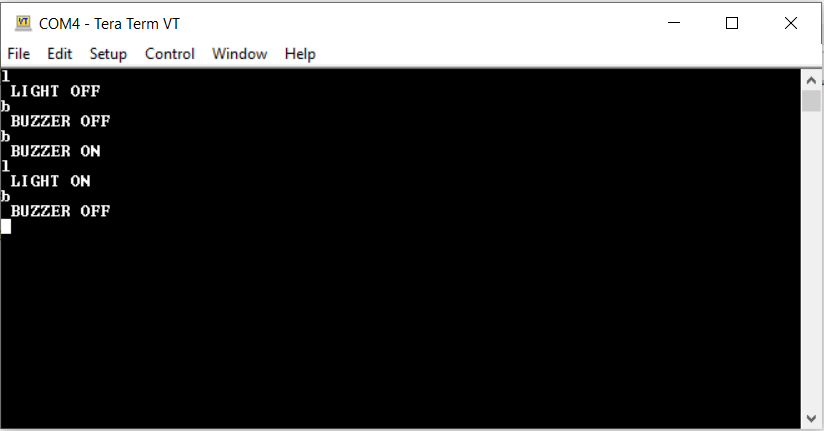 COM4 - Tera Term VT
File Edit Setup Control Window Help
l
LIGHT OFF
b
BUZZER OFF
b
BUZZER ON
l
LIGHT ON
b
BUZZER OFF